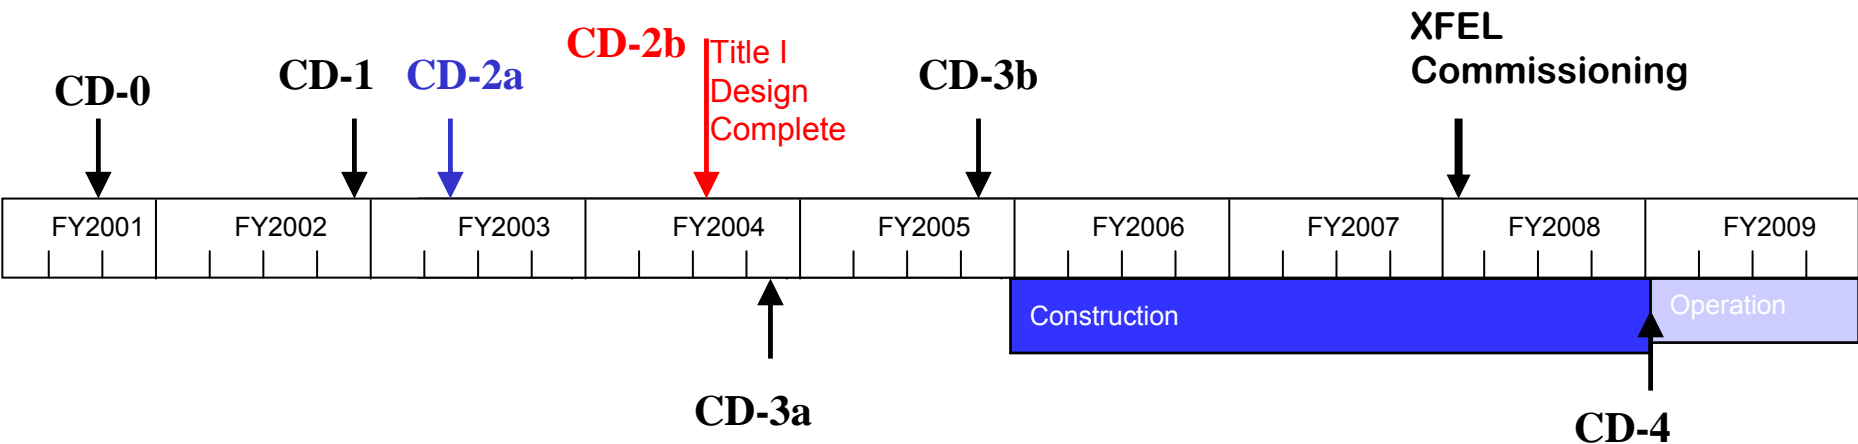 CD-0
CD-1
CD-2a
CD-2b
Title I
Design
Complete
CD-3b
XFEL
Commissioning
FY2001
FY2002
FY2003
FY2004
FY2005
FY2006
FY2007
FY2008
FY2009
Construction
Operation
CD-3a
CD-4